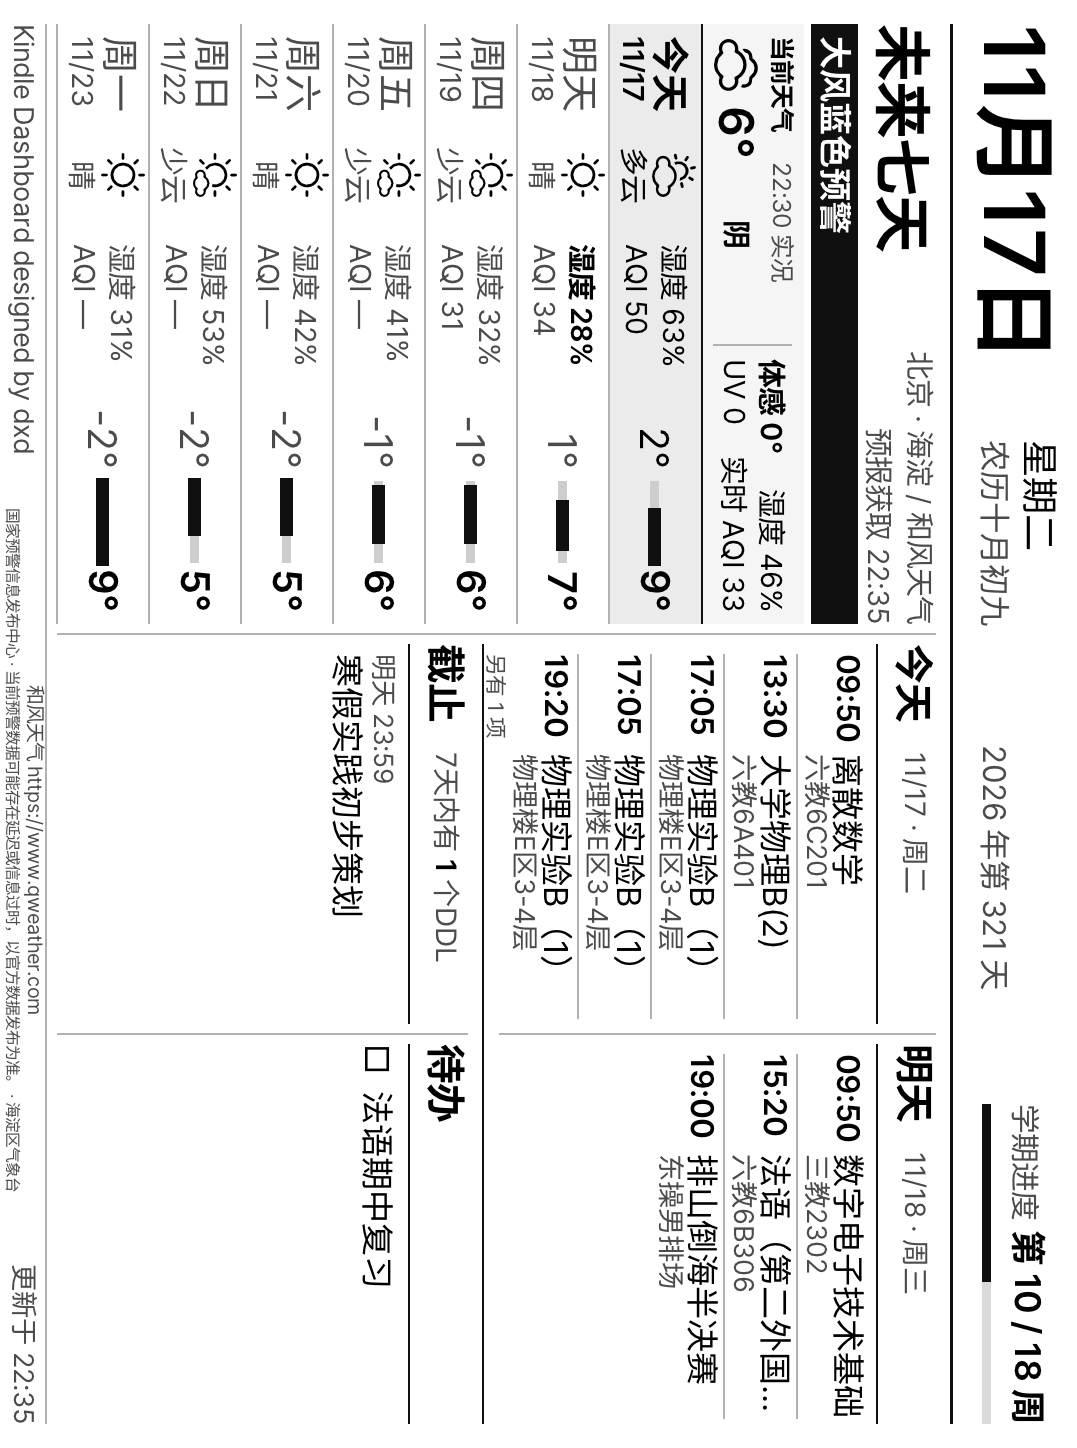 11月17日
星期二
农历十月初九
2026 年第 321 天
学期进度 第 10 / 18 周
未来七天
北京 · 海淀 / 和风天气
预报获取 22:35
大风蓝色预警
当前天气 22:30 实况
6° 阴
体感 0° 湿度 46%
UV 0 实时 AQI 33
今天 湿度 63% 2° 9°
11/17 多云 AQI 50
明天 湿度 28% 1° 7°
11/18 晴 AQI 34
周四 湿度 32% -1° 6°
11/19 少云 AQI 31
周五 湿度 41% -1° 6°
11/20 少云 AQI —
周六 湿度 42% -2° 5°
11/21 晴 AQI —
周日 湿度 53% -2° 5°
11/22 少云 AQI —
周一 湿度 31% -2° 9°
11/23 晴 AQI —
今天 11/17 · 周二
09:50 离散数学
六教6C201
13:30 大学物理B(2)
六教6A401
17:05 物理实验B（1）
物理楼E区3-4层
17:05 物理实验B（1）
物理楼E区3-4层
19:20 物理实验B（1）
物理楼E区3-4层
另有 1 项
明天 11/18 · 周三
09:50 数字电子技术基础
三教2302
15:20 法语（第二外国…
六教6B306
19:00 排山倒海半决赛
东操男排场
截止 7天内有 1 个DDL
明天 23:59
寒假实践初步策划
待办
法语期中复习
Kindle Dashboard designed by dxd
和风天气 https://www.qweather.com
国家预警信息发布中心 · 当前预警数据可能存在延迟或信息过时，以官方数据发布为准。 · 海淀区气象台
更新于 22:35